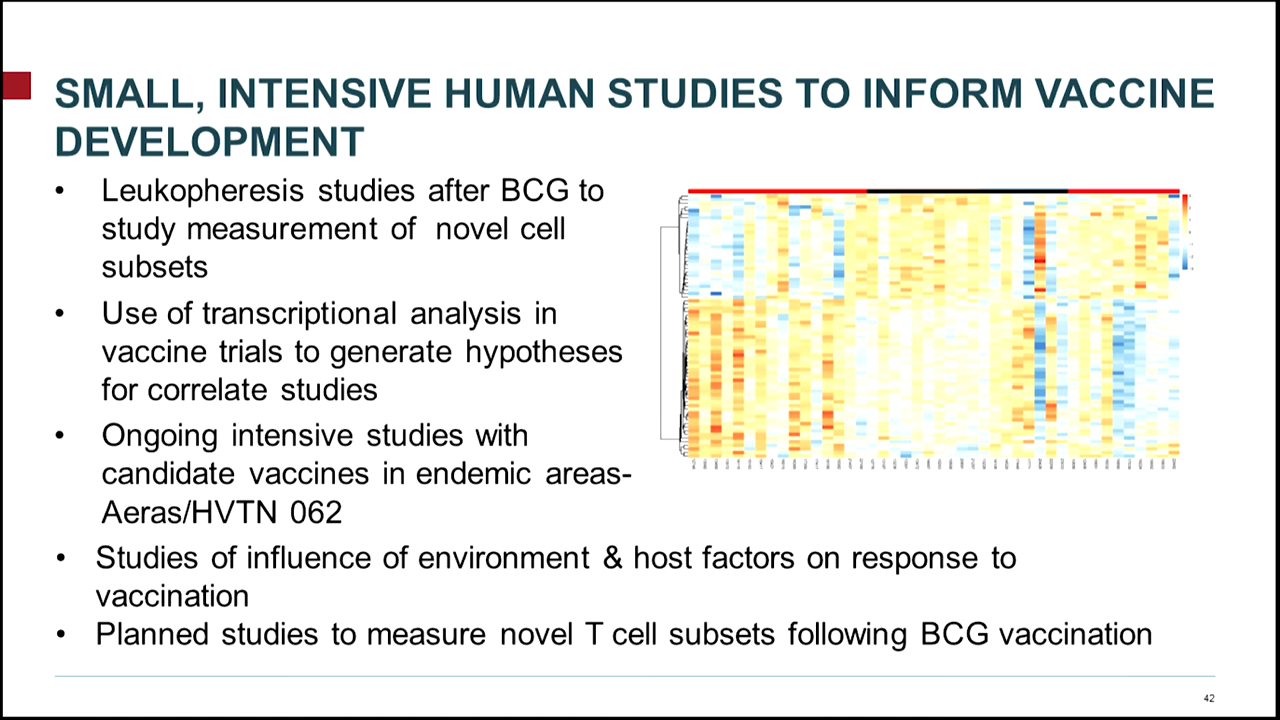 SMALL, INTENSIVE HUMAN STUDIES TO INFORM VACCINE
DEVELOPMENT
• Leukopheresis studies after BCG to
study measurement of novel cell
subsets
• Use of transcriptional analysis in
vaccine trials to generate hypotheses
for correlate studies
• Ongoing intensive studies with
candidate vaccines in endemic areas-
Aeras/HVTN 062
• Studies of influence of environment & host factors on response to
vaccination
• Planned studies to measure novel T cell subsets following BCG vaccination
42